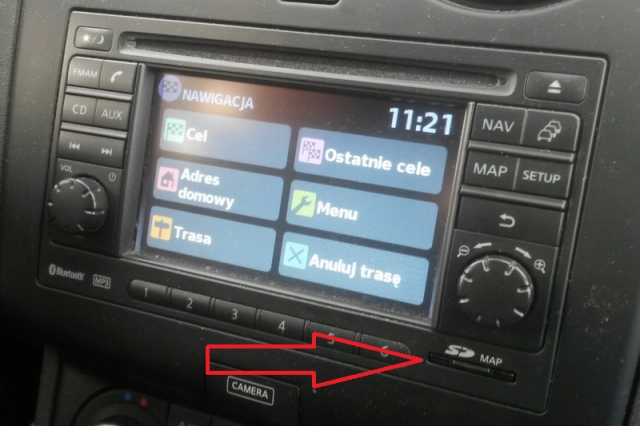 FM/AM
CD
AUX
VOL
NAWIGACJA
11:21
Cel
Ostatnie cele
Adres
domowy
Menu
Trasa
Anuluj trasę
NAV
MAP
SETUP
Bluetooth
MP3
1
2
3
4
5
6
SD MAP
CAMERA